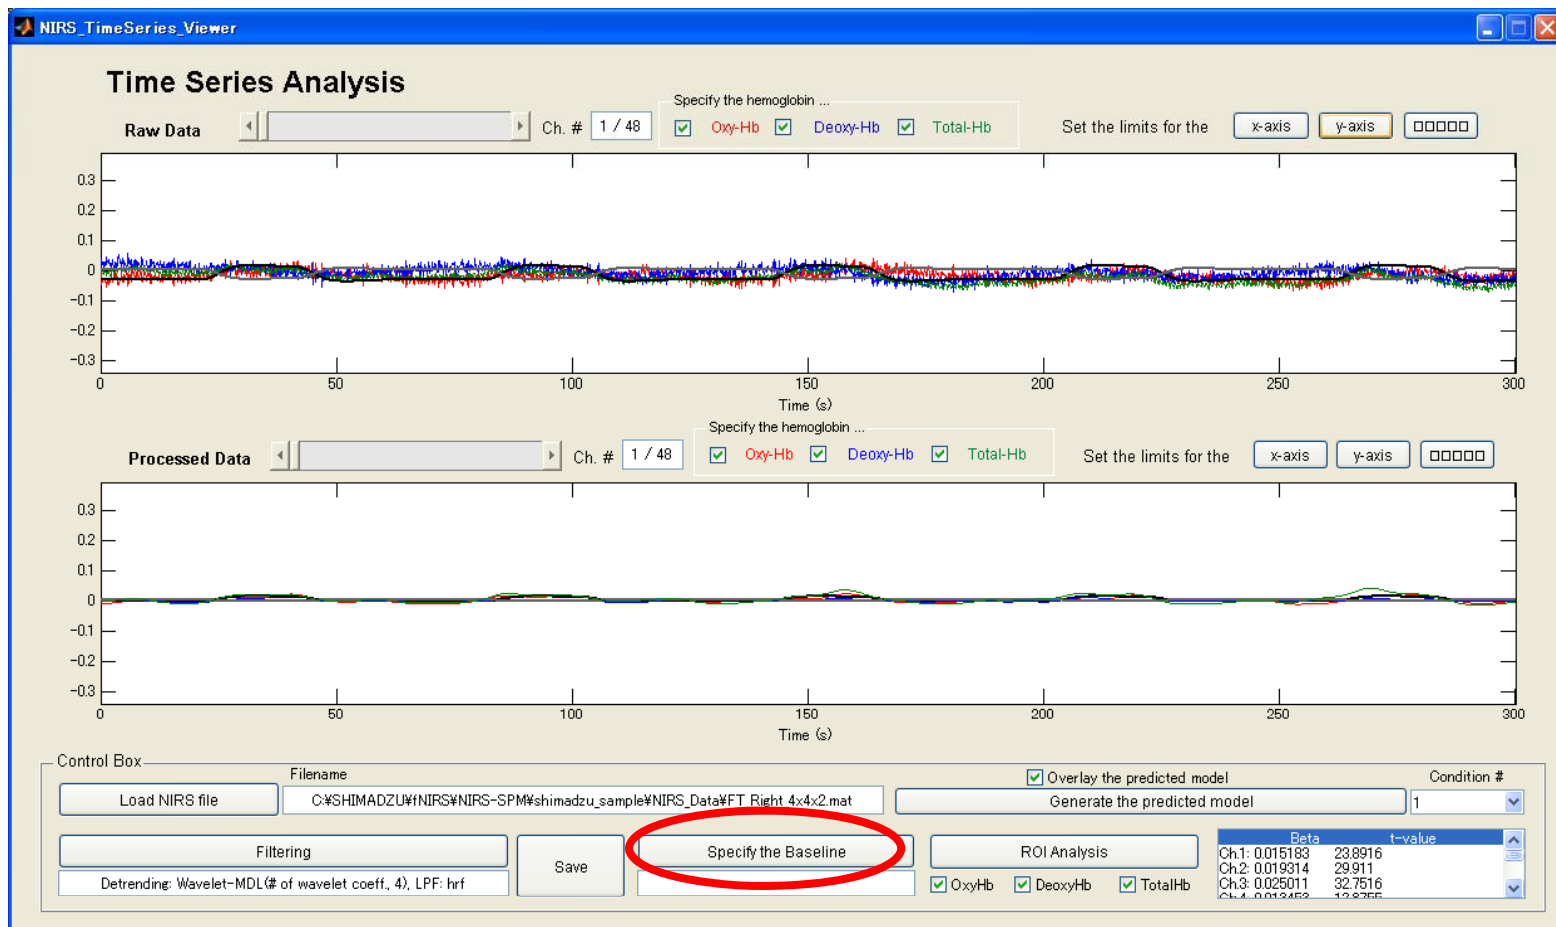 NIRS_TimeSeries_Viewer
Time Series Analysis
Specify the hemoglobin ...
Raw Data Ch. # 1 / 48 Oxy-Hb Deoxy-Hb Total-Hb Set the limits for the x-axis y-axis □□□□□
0.3
0.2
0.1
0
-0.1
-0.2
-0.3
0 50 100 150 200 250 300
Time (s)
Specify the hemoglobin ...
Processed Data Ch. # 1 / 48 Oxy-Hb Deoxy-Hb Total-Hb Set the limits for the x-axis y-axis □□□□□
0.3
0.2
0.1
0
-0.1
-0.2
-0.3
0 50 100 150 200 250 300
Time (s)
Control Box
Filename Overlay the predicted model Condition #
Load NIRS file C:¥SHIMADZU¥fNIRS¥NIRS-SPM¥shimadzu_sample¥NIRS_Data¥FT_Right_4x4x2.mat Generate the predicted model 1
Filtering Save Specify the Baseline ROI Analysis
Detrending: Wavelet-MDL(# of wavelet coeff., 4), LPF: hrf OxyHb DeoxyHb TotalHb
Beta t-value
Ch.1: 0.015183 23.8916
Ch.2: 0.019314 29.911
Ch.3: 0.025011 32.7516
Ch.4: 0.013453 12.8755